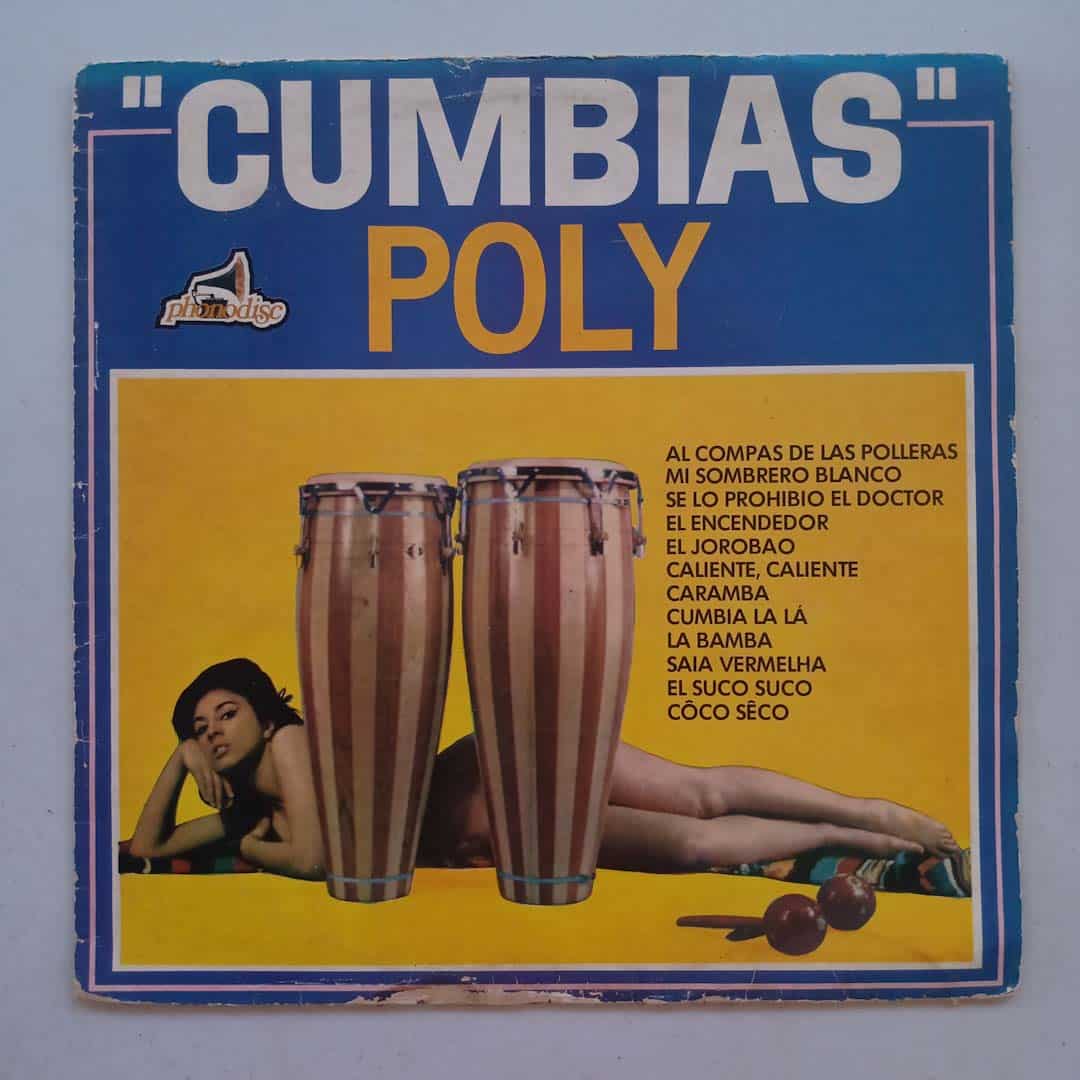 "CUMBIAS"
POLY
phonodisc
AL COMPAS DE LAS POLLERAS
MI SOMBRERO BLANCO
SE LO PROHIBIO EL DOCTOR
EL ENCENDEDOR
EL JOROBAO
CALIENTE, CALIENTE
CARAMBA
CUMBIA LA LÁ
LA BAMBA
SAIA VERMELHA
EL SUCO SUCO
CÔCO SÊCO